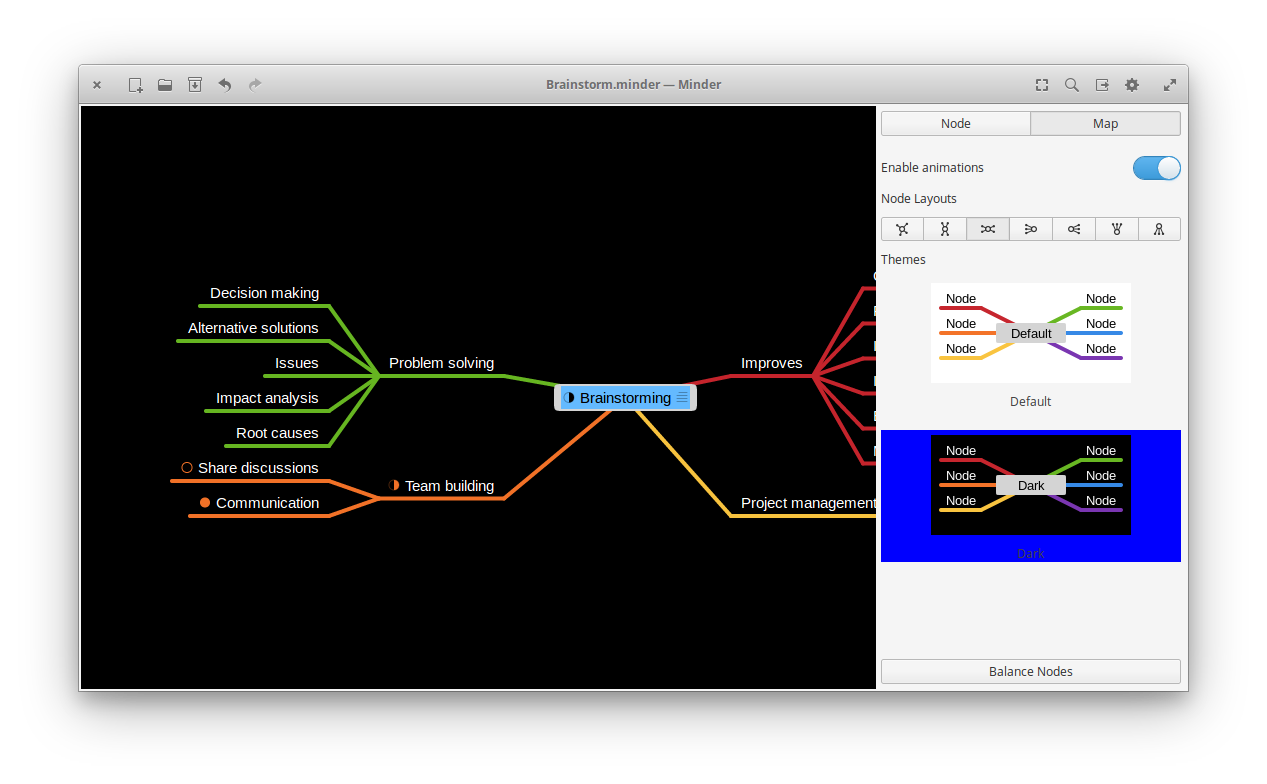 Brainstorm.minder — Minder
Node
Map
Enable animations
Node Layouts
Themes
Decision making
Alternative solutions
Issues
Impact analysis
Root causes
Problem solving
Share discussions
Communication
Team building
Brainstorming
Improves
Project management
Node
Node
Node
Default
Node
Node
Node
Default
Node
Node
Node
Dark
Node
Node
Node
Dark
Balance Nodes